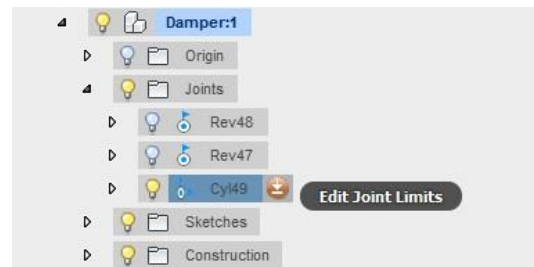 Damper:1
Origin
Joints
Rev48
Rev47
Cyl49
Edit Joint Limits
Sketches
Construction